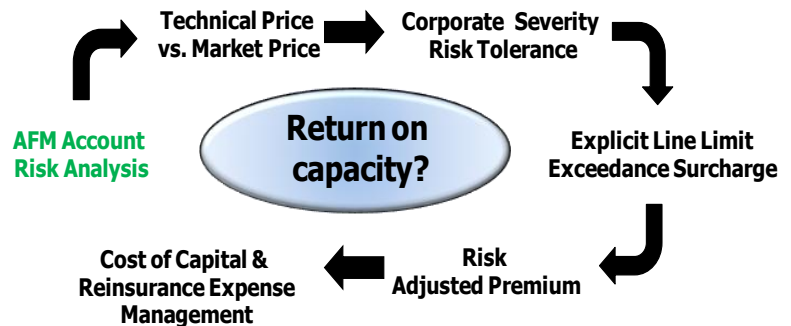 AFM Account
Risk Analysis
Technical Price
vs. Market Price
Corporate Severity
Risk Tolerance
Explicit Line Limit
Exceedance Surcharge
Risk
Adjusted Premium
Cost of Capital &
Reinsurance Expense
Management
Return on
capacity?